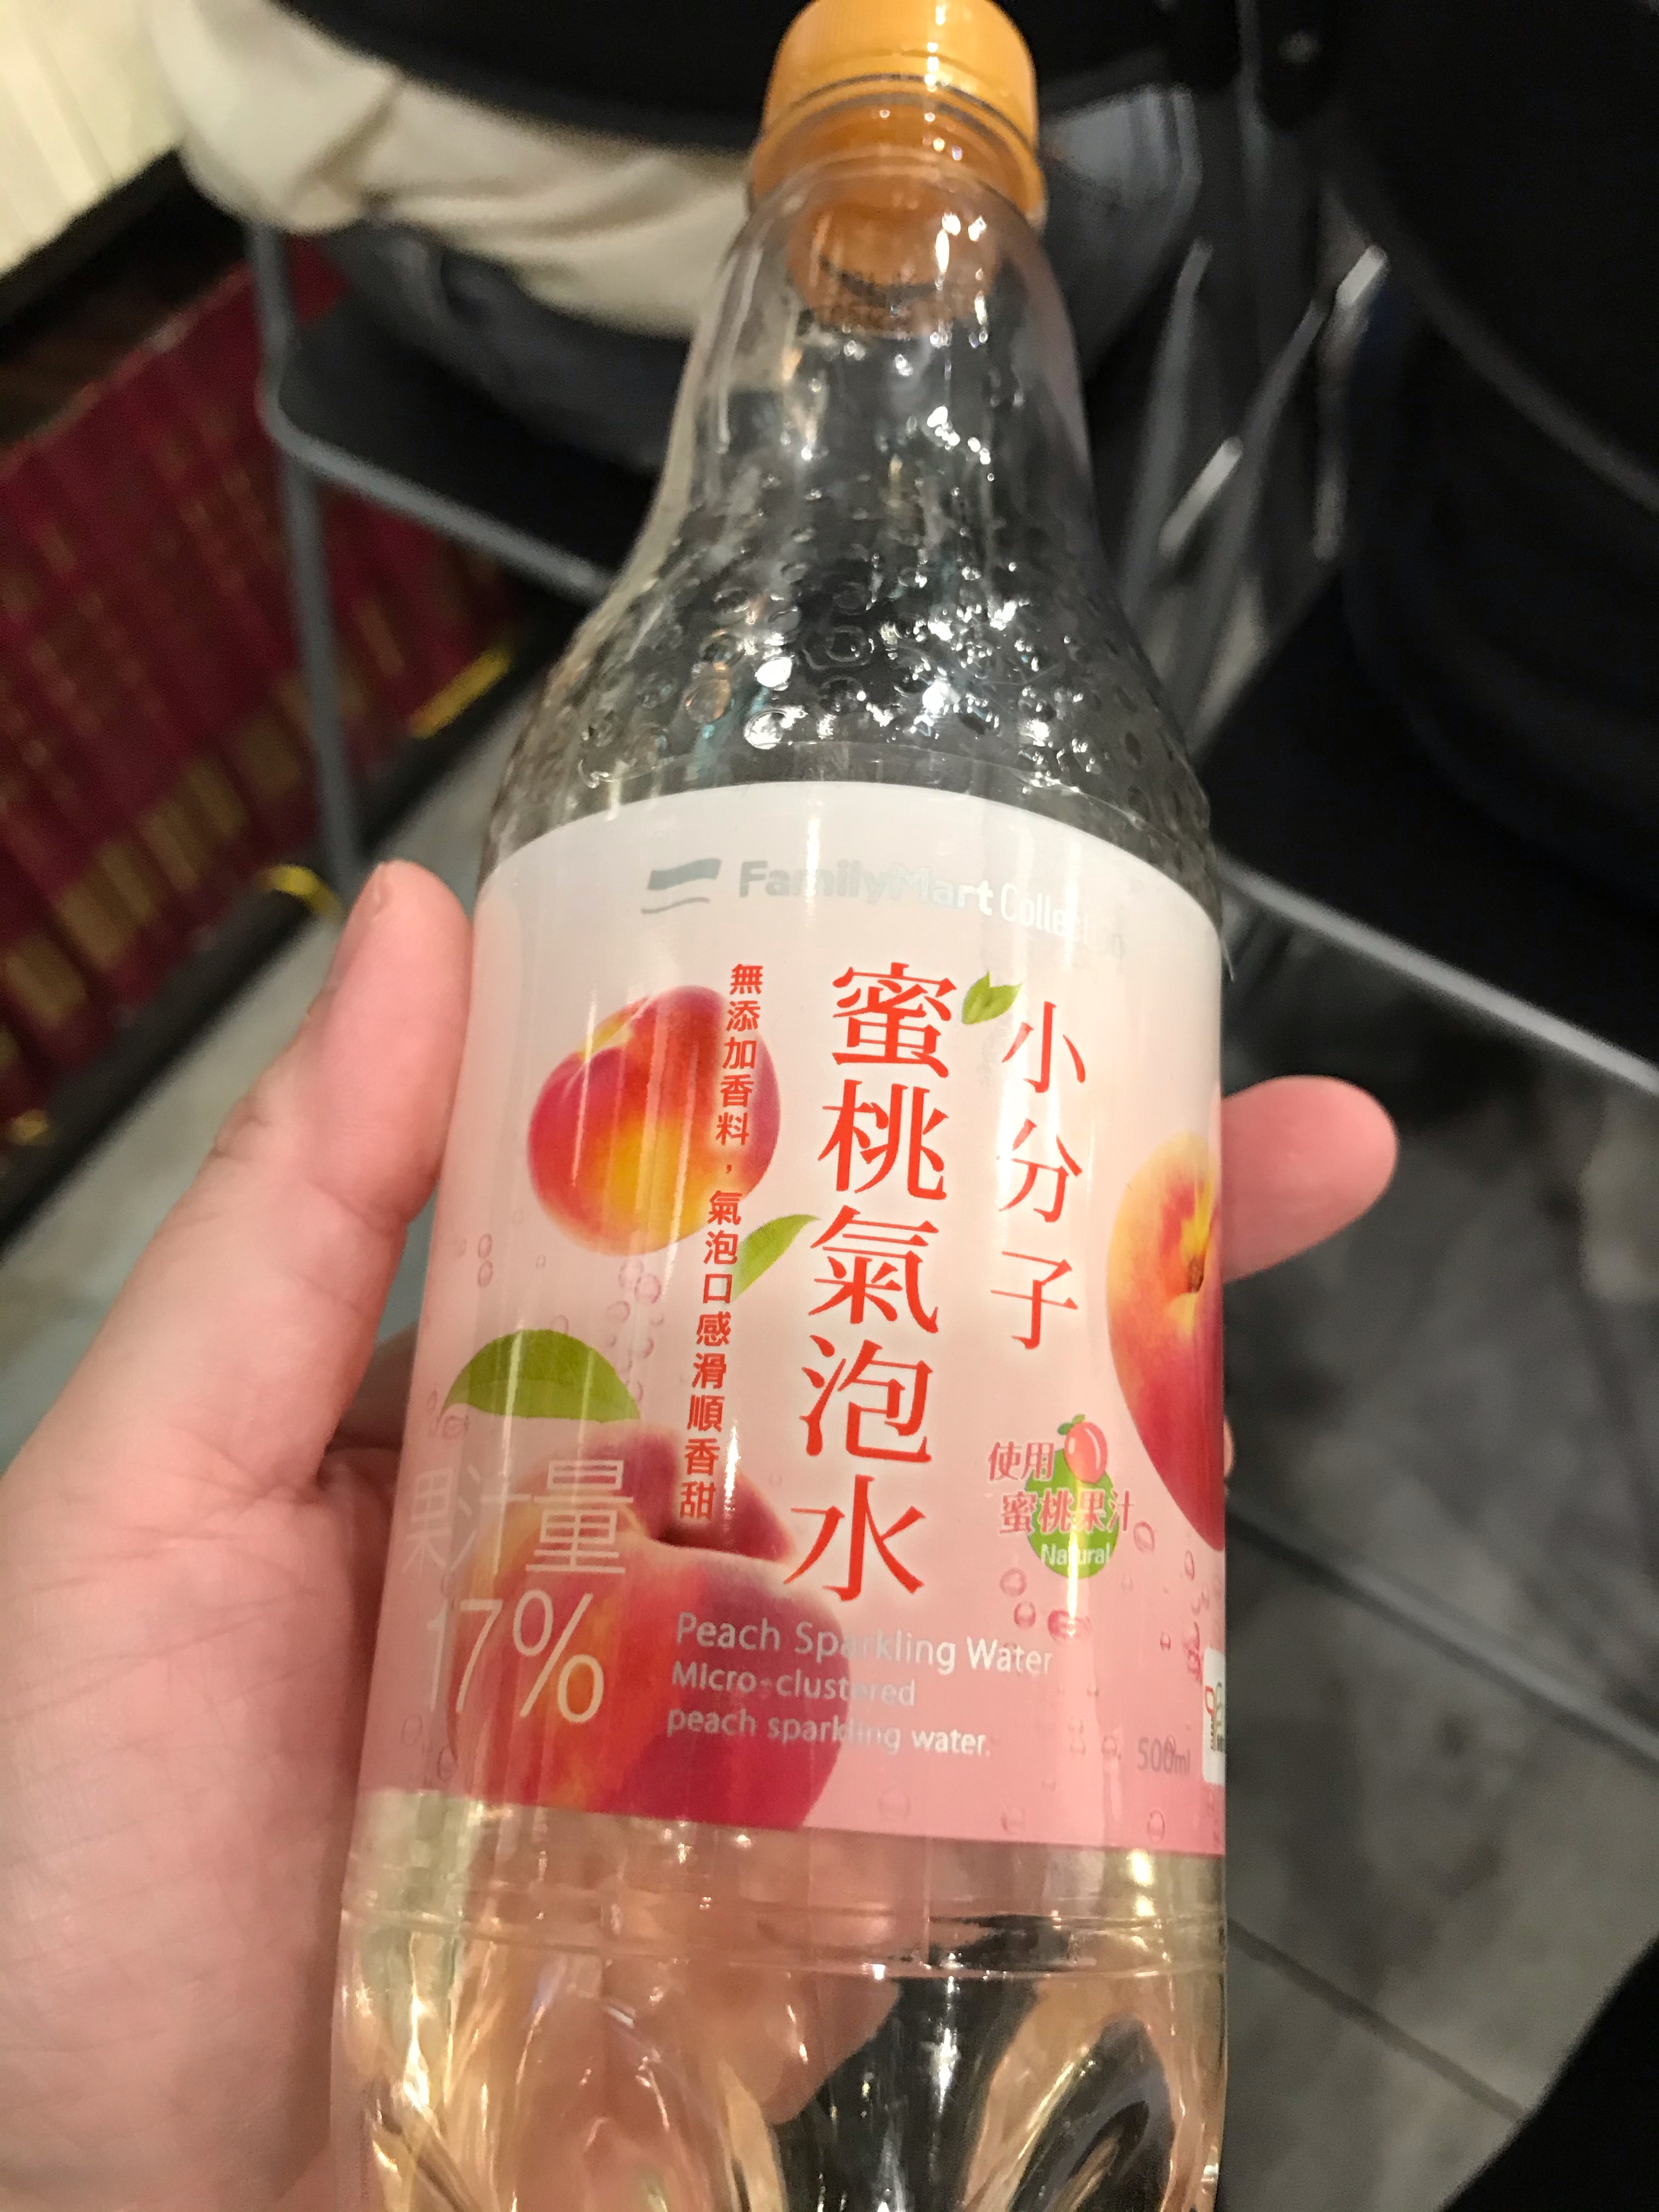 FamilyMart Collection
小分子
蜜桃氣泡水
無添加香料，氣泡口感滑順香甜
使用
蜜桃果汁
Natural
果汁量
17%
Peach Sparkling Water
Micro-clustered
peach sparkling water.
500ml